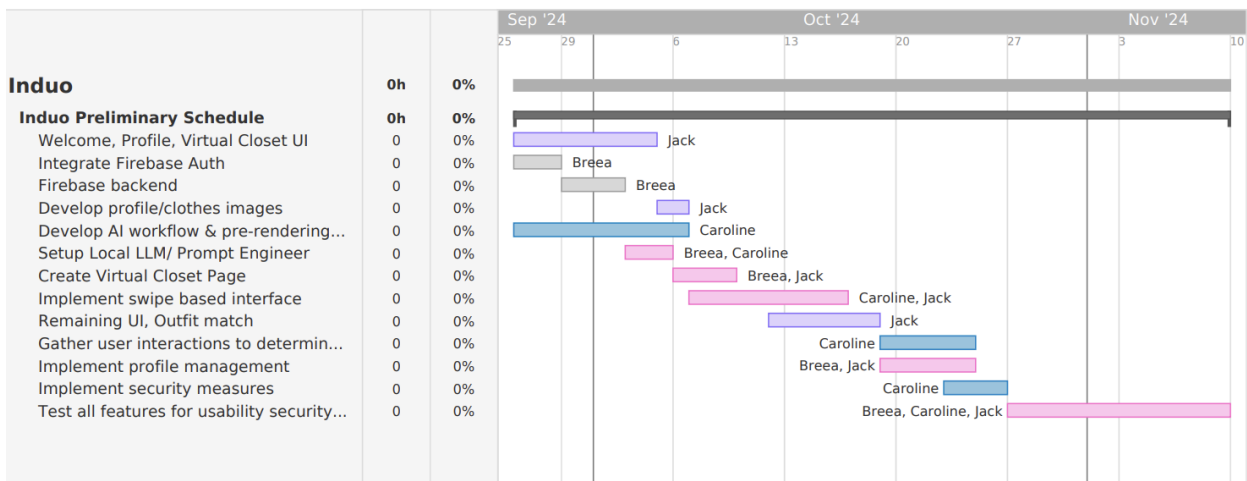 Sep '24 Oct '24 Nov '24
25 29 6 13 20 27 3 10
Induo 0h 0%
Induo Preliminary Schedule 0h 0%
Welcome, Profile, Virtual Closet UI 0 0% Jack
Integrate Firebase Auth 0 0% Breea
Firebase backend 0 0% Breea
Develop profile/clothes images 0 0% Jack
Develop AI workflow & pre-rendering... 0 0% Caroline
Setup Local LLM/ Prompt Engineer 0 0% Breea, Caroline
Create Virtual Closet Page 0 0% Breea, Jack
Implement swipe based interface 0 0% Caroline, Jack
Remaining UI, Outfit match 0 0% Jack
Gather user interactions to determin... 0 0% Caroline
Implement profile management 0 0% Breea, Jack
Implement security measures 0 0% Caroline
Test all features for usability security... 0 0% Breea, Caroline, Jack